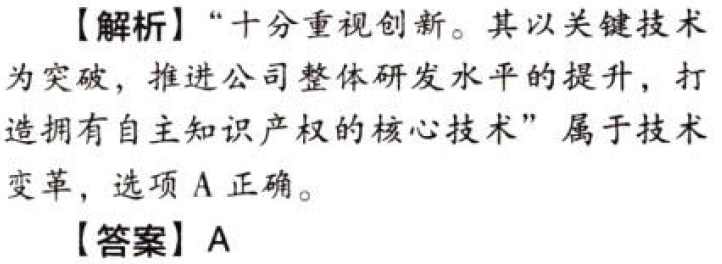 【解析】“十分重视创新。其以关键技术
为突破，推进公司整体研发水平的提升，打
造拥有自主知识产权的核心技术”属于技术
变革，选项 A 正确。
【答案】A